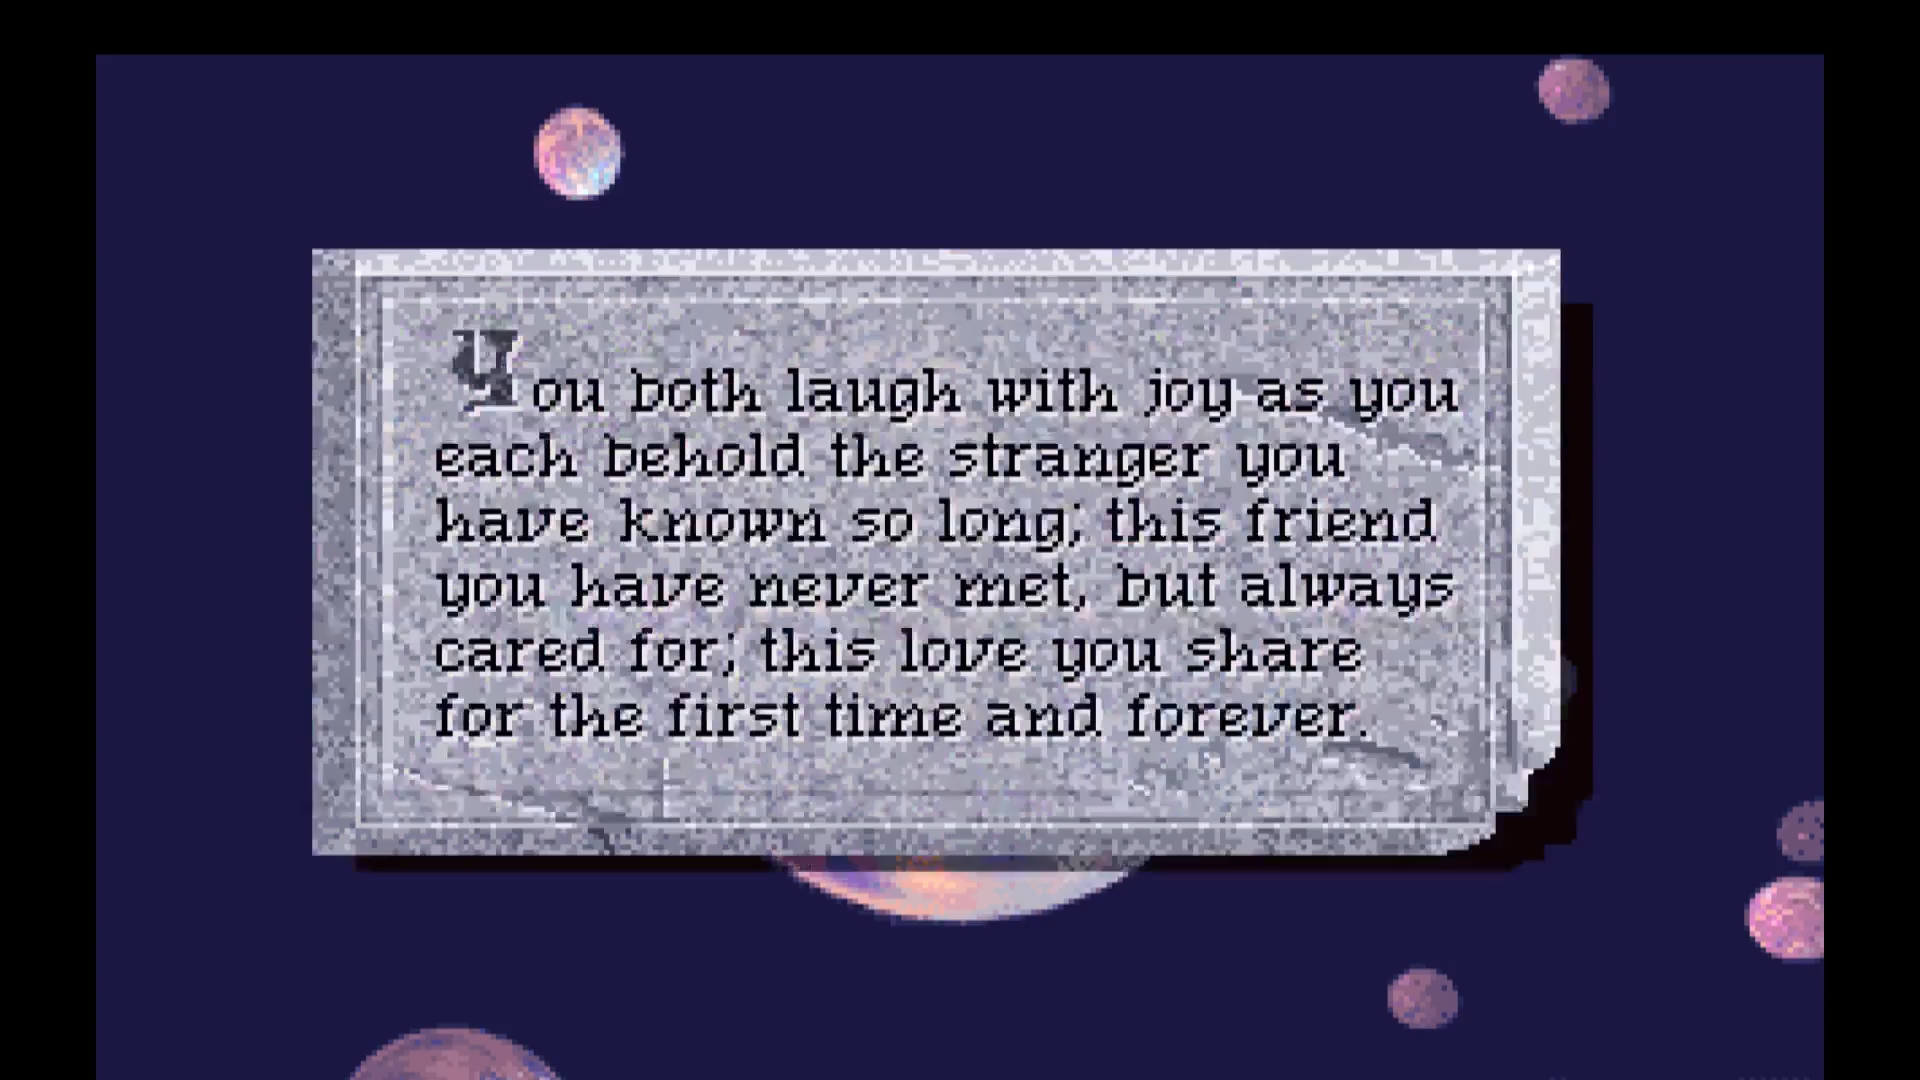 You both laugh with joy as you
each behold the stranger you
have known so long; this friend
you have never met, but always
cared for; this love you share
for the first time and forever.